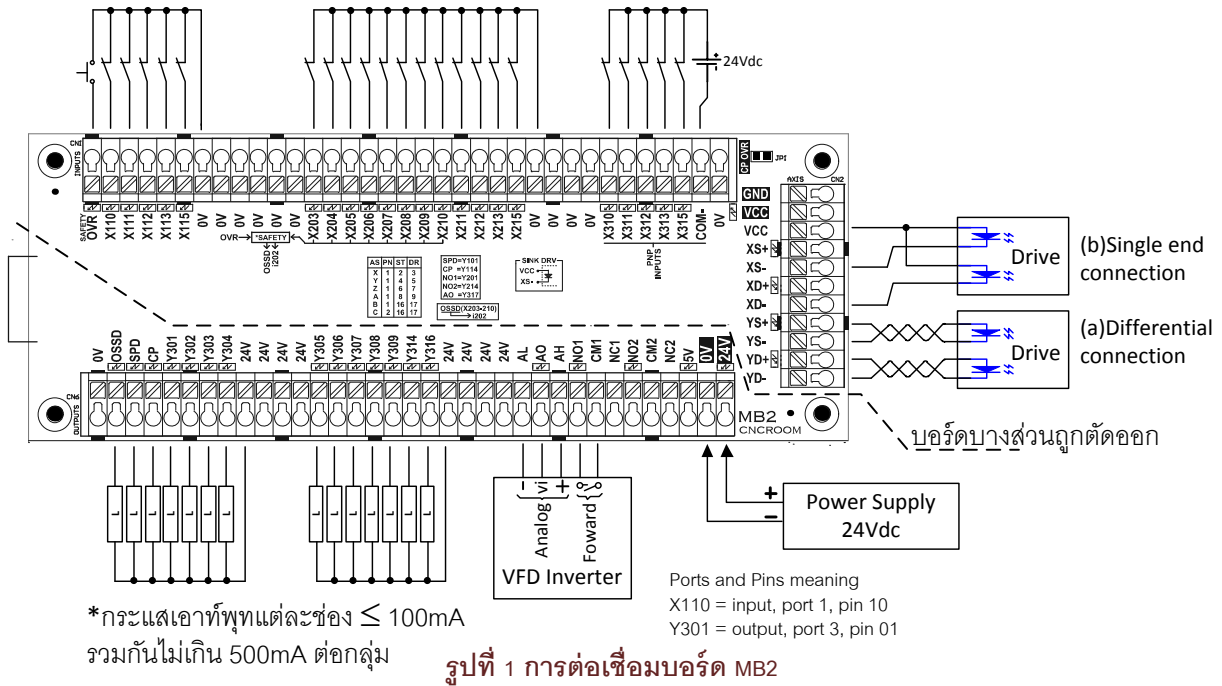 24Vdc
CN1
INPUTS
CP OVR
JP1
AXIS
CN2
SAFETY
OVR
X110
X111
X112
X113
X115
0V
0V
0V
0V
0V
0V
X203
X204
X205
X206
X207
X208
X209
X210
X211
X212
X213
X215
0V
0V
0V
0V
X310
X311
X312
X313
X315
COM-
0V
OVR
*SAFETY
OSSD
i202
PNP
INPUTS
AS PN ST DR
X 1 2 3
Y 1 4 5
Z 1 6 7
A 1 8 9
B 1 16 17
C 2 16 17
SPD=Y101
CP =Y114
NO1=Y201
NO2=Y214
AO =Y317
OSSD(X203-210)
i202
SINK DRV
VCC
XS-
GND
VCC
VCC
XS+
XS-
XD+
XD-
YS+
YS-
YD+
YD-
Drive
(b)Single end
connection
Drive
(a)Differential
connection
0V
OSSD
SPD
CP
Y301
Y302
Y303
Y304
24V
24V
24V
24V
Y305
Y306
Y307
Y308
Y309
Y314
Y316
24V
24V
24V
24V
AL
AO
AH
NO1
CM1
NC1
NO2
CM2
NC2
5V
0V
24V
CN6
OUTPUTS
MB2
CNCROOM
บอร์ดบางส่วนถูกตัดออก
L
L
L
L
L
L
L
L
L
L
L
L
L
L
- vi +
Analog
Foward
VFD Inverter
+
-
Power Supply
24Vdc
Ports and Pins meaning
X110 = input, port 1, pin 10
Y301 = output, port 3, pin 01
*กระแสเอาท์พุทแต่ละช่อง ≤ 100mA
รวมกันไม่เกิน 500mA ต่อกลุ่ม
รูปที่ 1 การต่อเชื่อมบอร์ด MB2